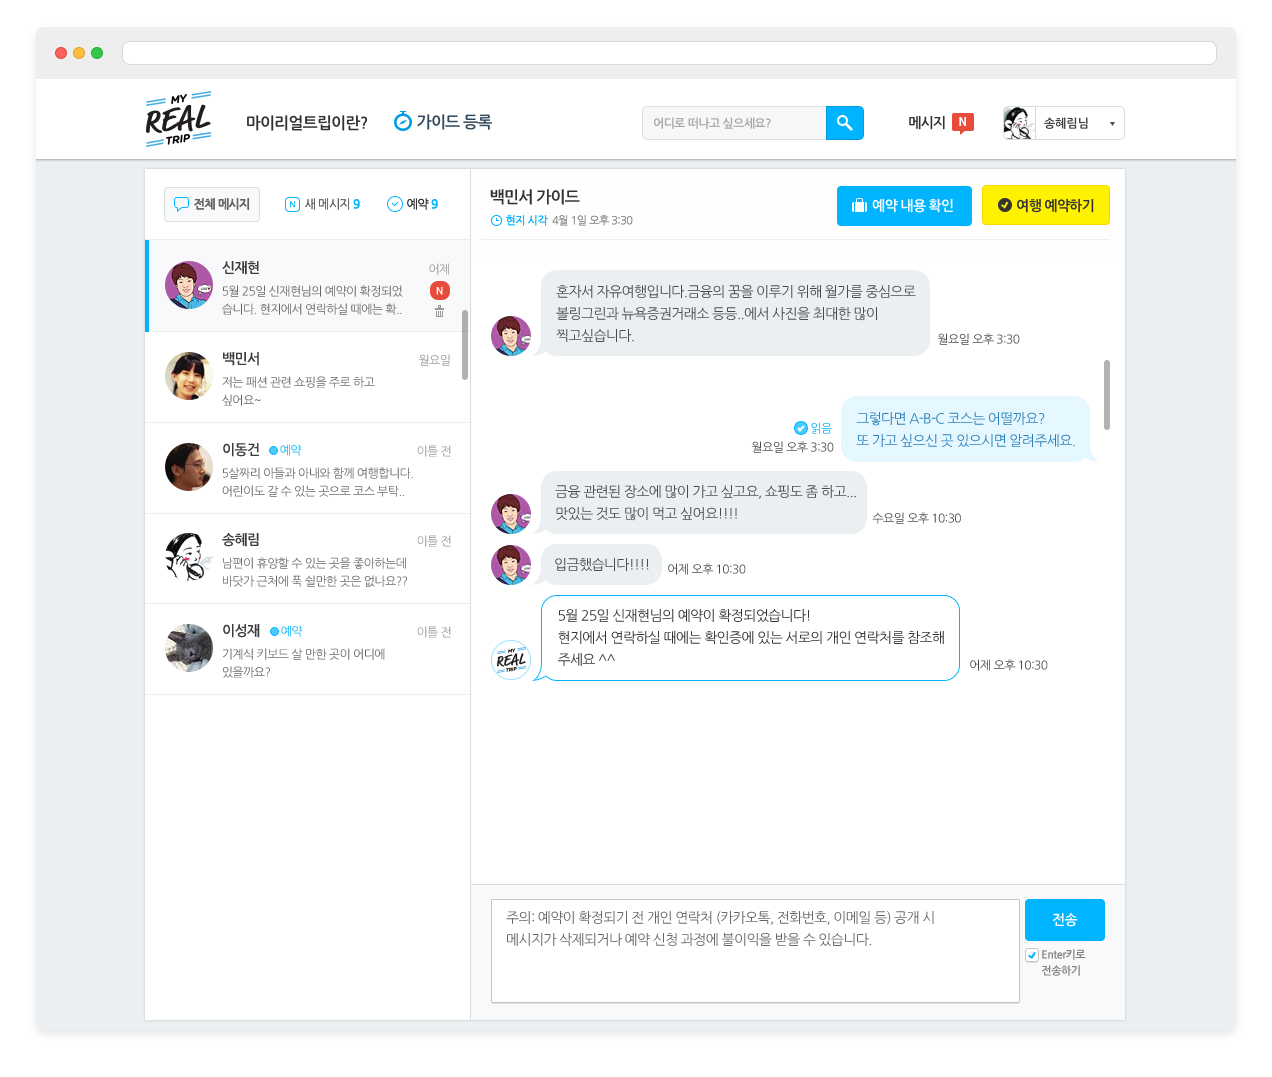 MY
REAL
TRIP
마이리얼트립이란?
가이드 등록
어디로 떠나고 싶으세요?
메시지 N
송혜림님
전체 메시지
N 새 메시지 9
예약 9
신재현
어제
5월 25일 신재현님의 예약이 확정되었
N
습니다. 현지에서 연락하실 때에는 확..
백민서
월요일
저는 패션 관련 쇼핑을 주로 하고
싶어요~
이동건 예약
이틀 전
5살짜리 아들과 아내와 함께 여행합니다.
어린이도 갈 수 있는 곳으로 코스 부탁..
송혜림
이틀 전
남편이 휴양할 수 있는 곳을 좋아하는데
바닷가 근처에 푹 쉴만한 곳은 없나요??
이성재 예약
이틀 전
기계식 키보드 살 만한 곳이 어디에
있을까요?
백민서 가이드
현지 시각 4월 1일 오후 3:30
예약 내용 확인
여행 예약하기
혼자서 자유여행입니다.금융의 꿈을 이루기 위해 월가를 중심으로
볼링그린과 뉴욕증권거래소 등등..에서 사진을 최대한 많이
찍고싶습니다.
월요일 오후 3:30
그렇다면 A-B-C 코스는 어떨까요?
또 가고 싶으신 곳 있으시면 알려주세요.
읽음
월요일 오후 3:30
금융 관련된 장소에 많이 가고 싶고요, 쇼핑도 좀 하고...
맛있는 것도 많이 먹고 싶어요!!!!
수요일 오후 10:30
입금했습니다!!!!
어제 오후 10:30
5월 25일 신재현님의 예약이 확정되었습니다!
현지에서 연락하실 때에는 확인증에 있는 서로의 개인 연락처를 참조해
주세요 ^^
MY
REAL
TRIP
어제 오후 10:30
주의: 예약이 확정되기 전 개인 연락처 (카카오톡, 전화번호, 이메일 등) 공개 시
메시지가 삭제되거나 예약 신청 과정에 불이익을 받을 수 있습니다.
전송
Enter키로
전송하기